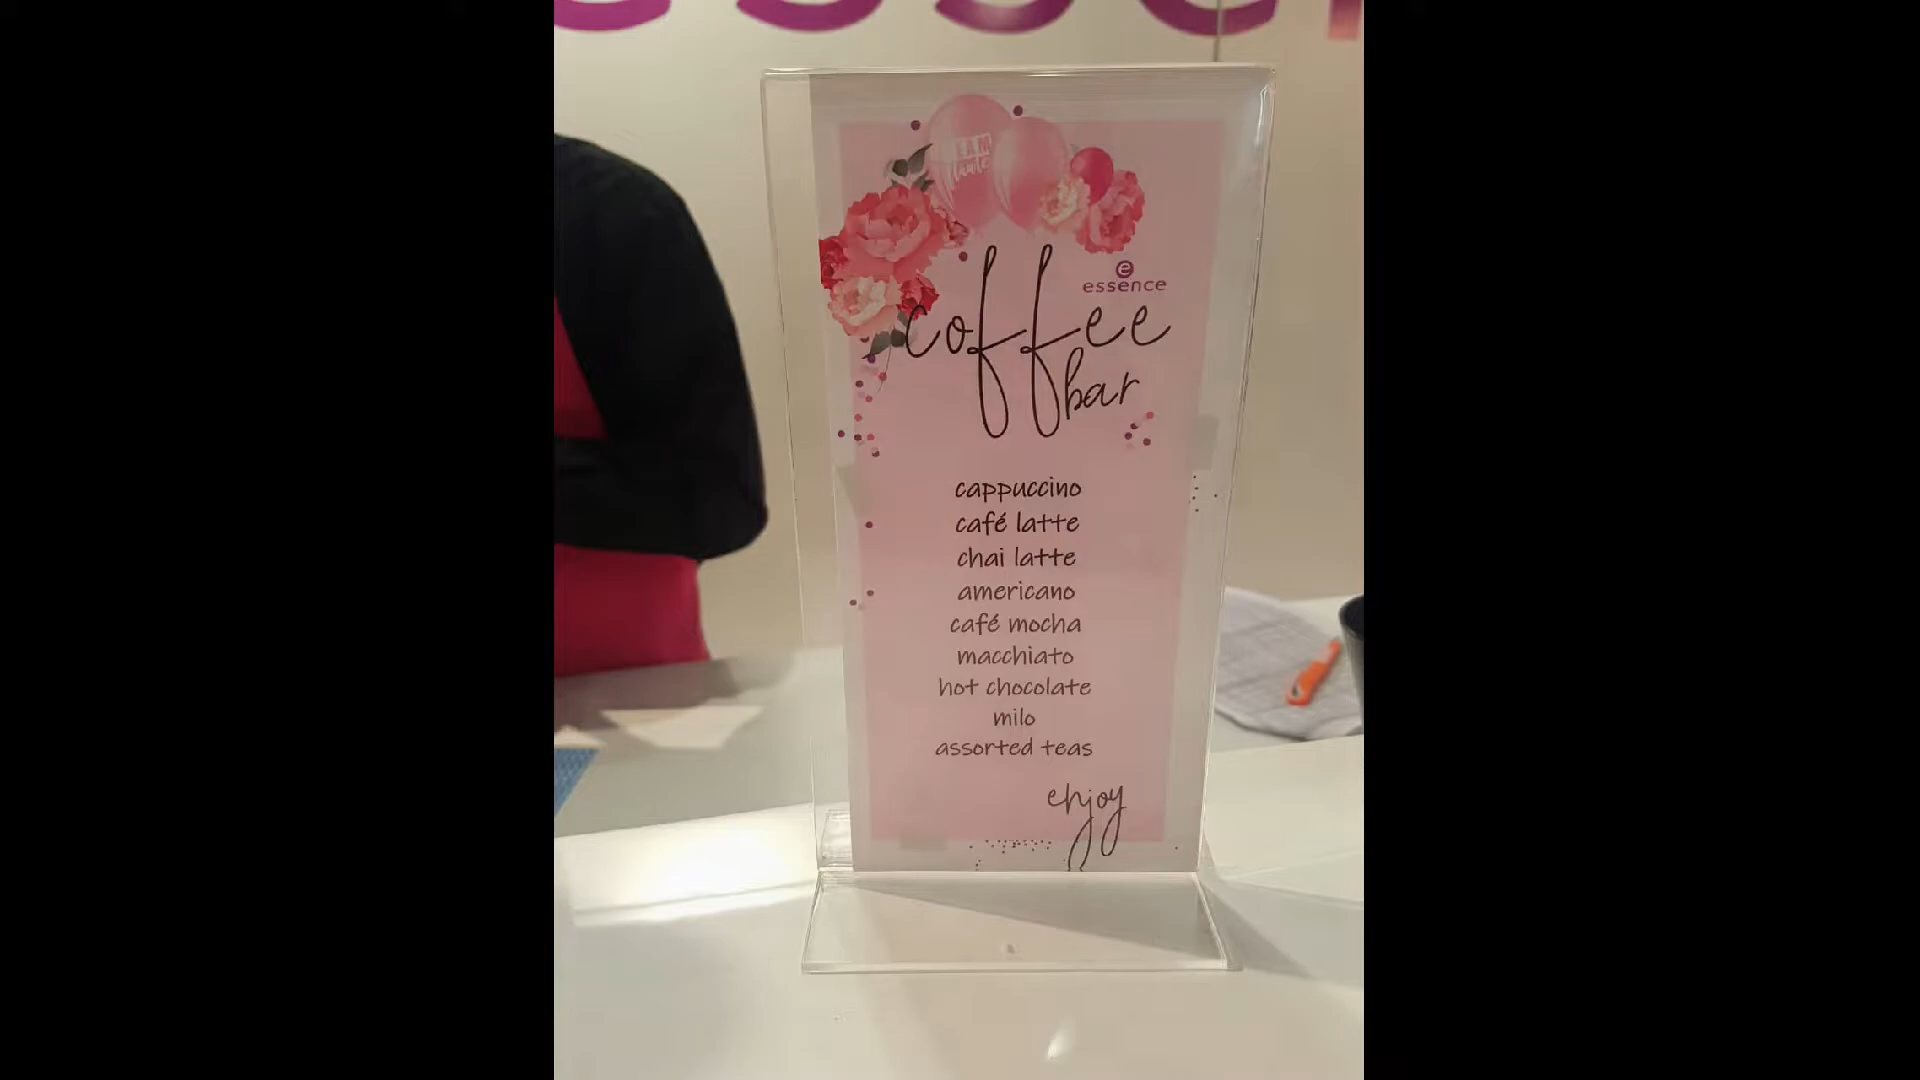 essence
coffee
bar
cappuccino
café latte
chai latte
americano
café mocha
macchiato
hot chocolate
milo
assorted teas
enjoy